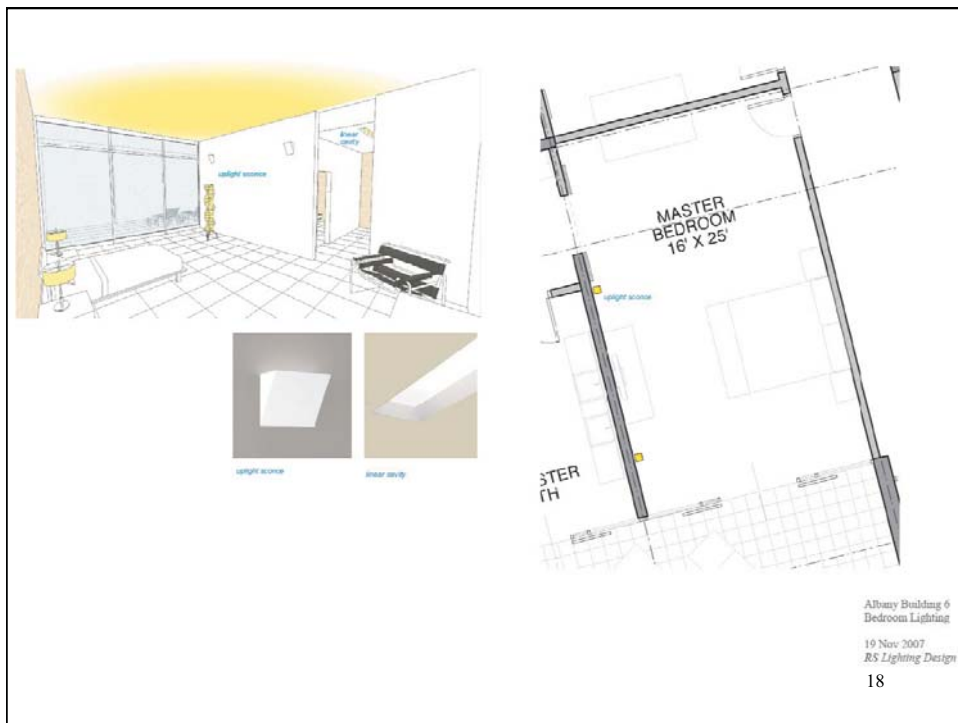 linear
cavity
uplight sconce
uplight sconce
linear cavity
MASTER
BEDROOM
16' X 25'
uplight sconce
STER
TH
Albany Building 6
Bedroom Lighting
19 Nov 2007
RS Lighting Design
18